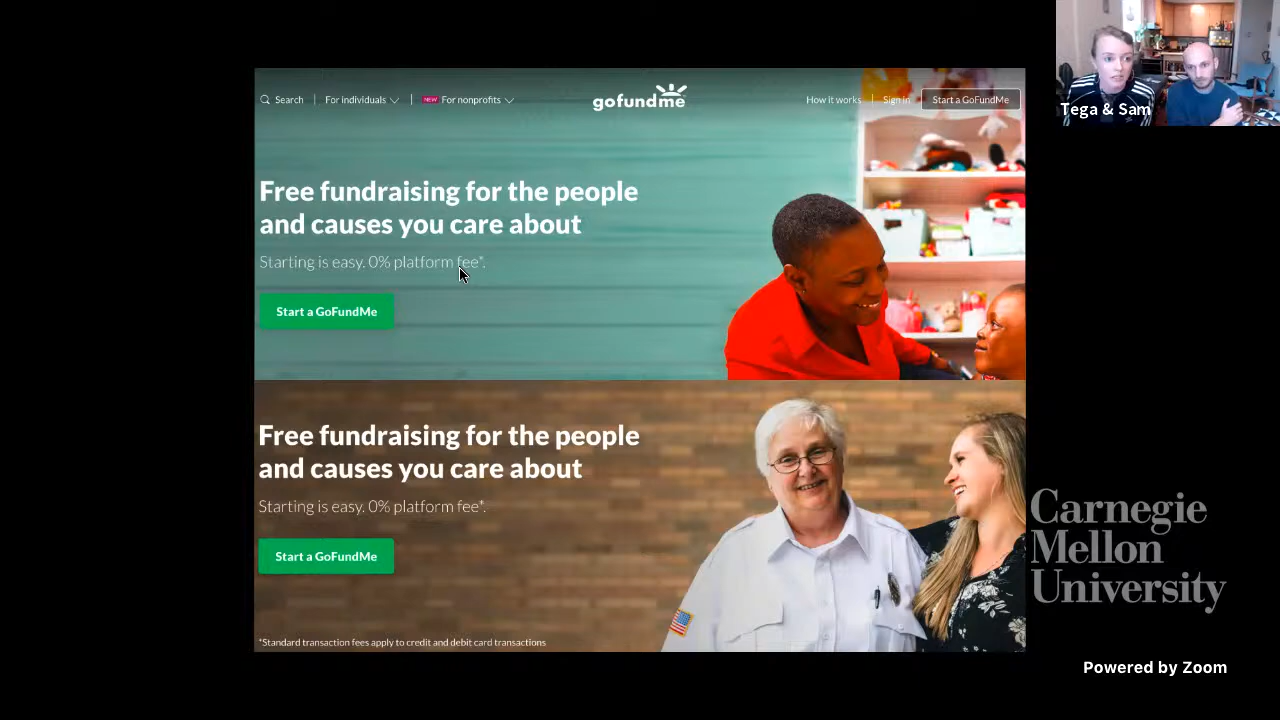 Search
For individuals
NEW For nonprofits
gofundme
How it works
Sign in
Start a GoFundMe
Free fundraising for the people
and causes you care about
Starting is easy. 0% platform fee*.
Start a GoFundMe
Free fundraising for the people
and causes you care about
Starting is easy. 0% platform fee*.
Start a GoFundMe
*Standard transaction fees apply to credit and debit card transactions
Tega & Sam
Carnegie
Mellon
University
Powered by Zoom